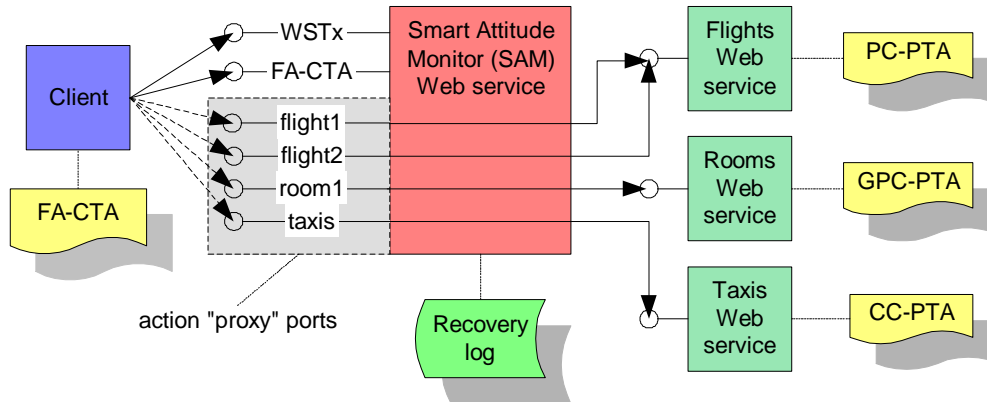 Client
FA-CTA
WSTx
FA-CTA
flight1
flight2
room1
taxis
action "proxy" ports
Smart Attitude
Monitor (SAM)
Web service
Recovery
log
Flights
Web
service
PC-PTA
Rooms
Web
service
GPC-PTA
Taxis
Web
service
CC-PTA